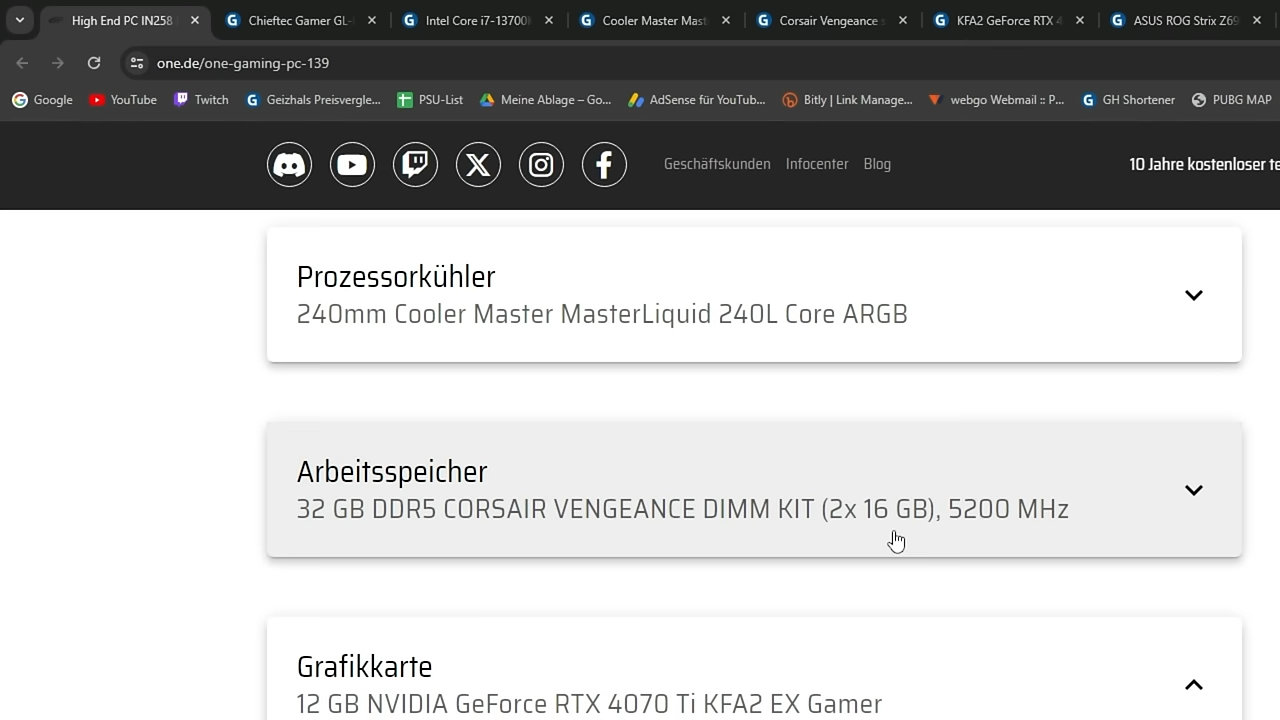 High End PC IN258
Chieftec Gamer GL-
Intel Core i7-13700
Cooler Master Mas
Corsair Vengeance s
KFA2 GeForce RTX 4
ASUS ROG Strix Z69
one.de/one-gaming-pc-139
Google
YouTube
Twitch
Geizhals Preisvergle...
PSU-List
Meine Ablage – Go...
AdSense für YouTub...
Bitly | Link Manage...
webgo Webmail :: P...
GH Shortener
PUBG MAP
Geschäftskunden Infocenter Blog
10 Jahre kostenloser te
Prozessorkühler
240mm Cooler Master MasterLiquid 240L Core ARGB
Arbeitsspeicher
32 GB DDR5 CORSAIR VENGEANCE DIMM KIT (2x 16 GB), 5200 MHz
Grafikkarte
12 GB NVIDIA GeForce RTX 4070 Ti KFA2 EX Gamer